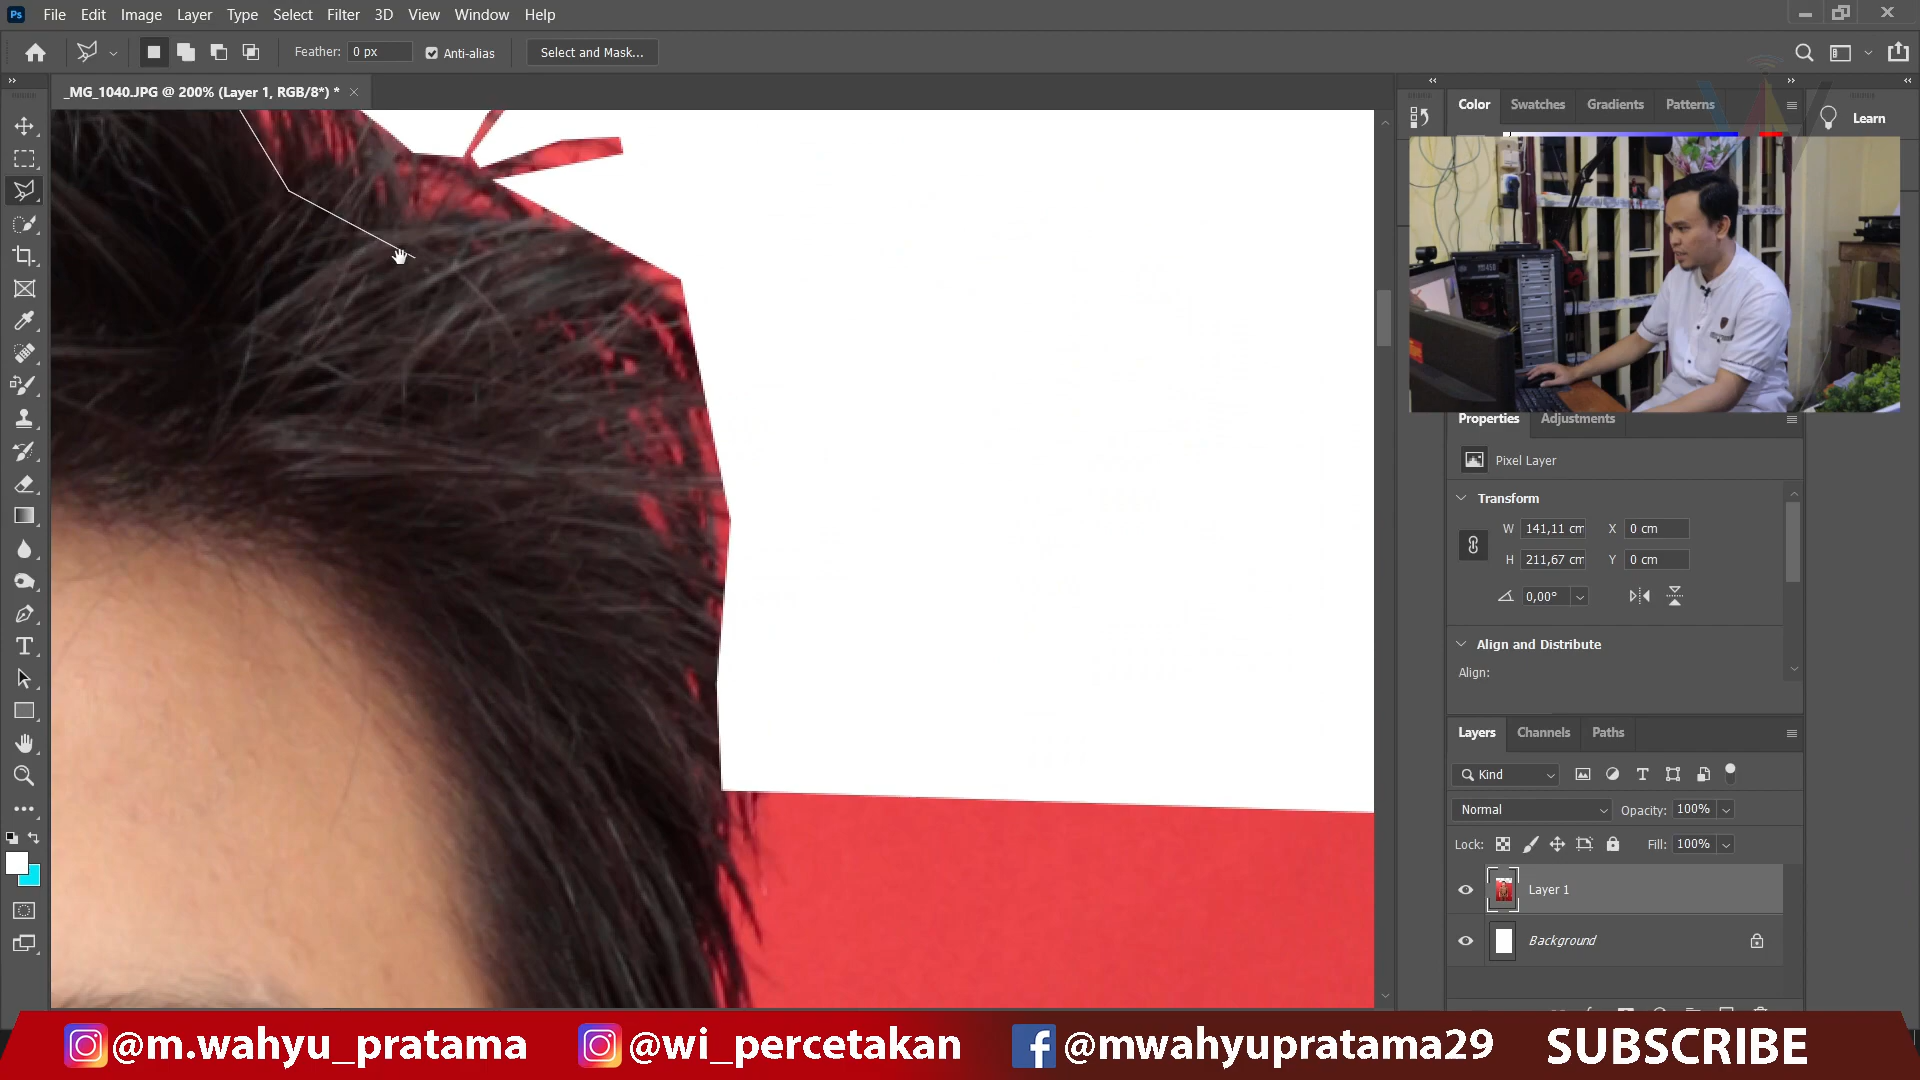 Ps File Edit Image Layer Type Select Filter 3D View Window Help
Feather: 0 px Anti-alias Select and Mask...
_MG_1040.JPG @ 200% (Layer 1, RGB/8*) *
Color Swatches Gradients Patterns
Learn
Properties Adjustments
Pixel Layer
Transform
W 141,11 cm X 0 cm
H 211,67 cm Y 0 cm
0,00°
Align and Distribute
Align:
Layers Channels Paths
Kind
Normal Opacity: 100%
Lock: Fill: 100%
Layer 1
Background
@m.wahyu_pratama @wi_percetakan @mwahyupratama29 SUBSCRIBE